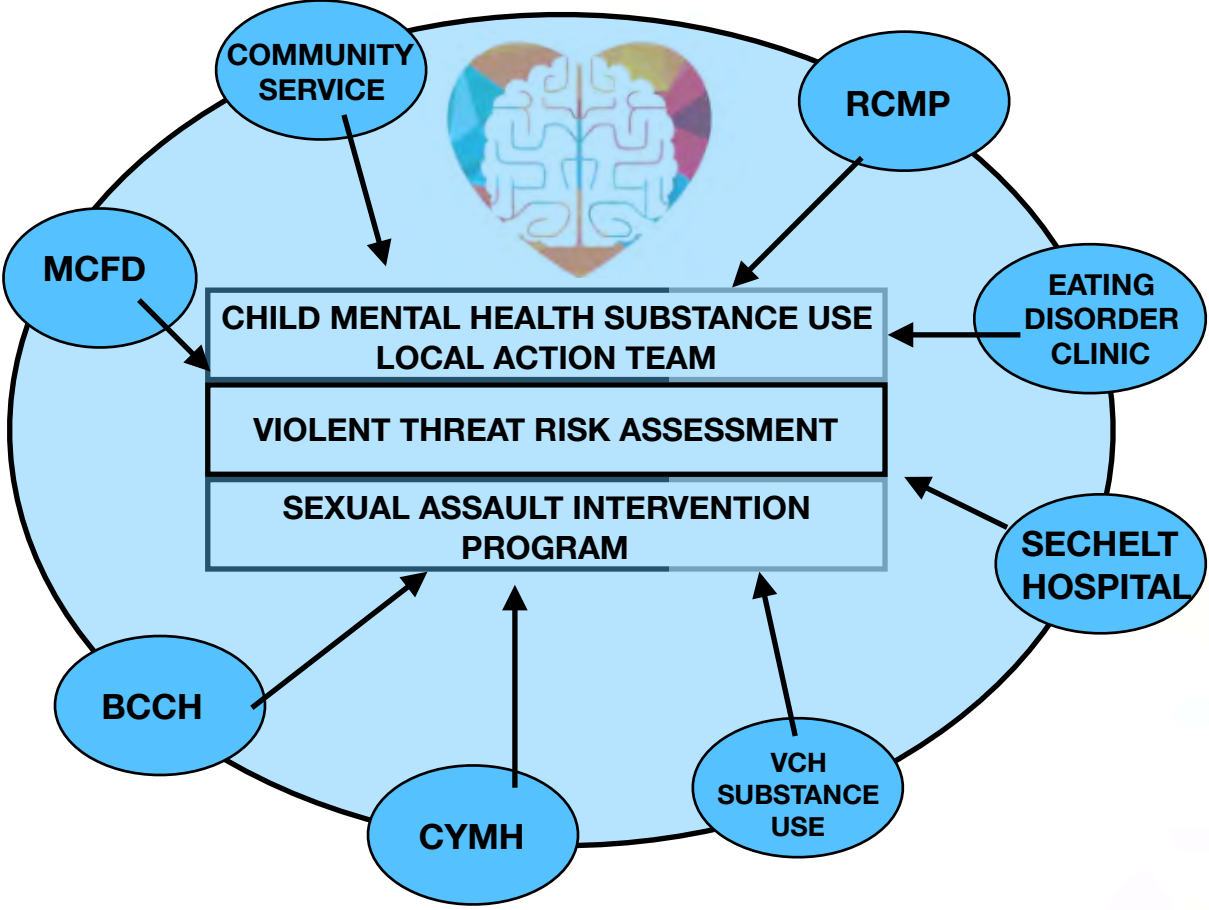 COMMUNITY
SERVICE
RCMP
MCFD
EATING
DISORDER
CLINIC
CHILD MENTAL HEALTH SUBSTANCE USE
LOCAL ACTION TEAM
VIOLENT THREAT RISK ASSESSMENT
SEXUAL ASSAULT INTERVENTION
PROGRAM
SECHELT
HOSPITAL
BCCH
CYMH
VCH
SUBSTANCE
USE